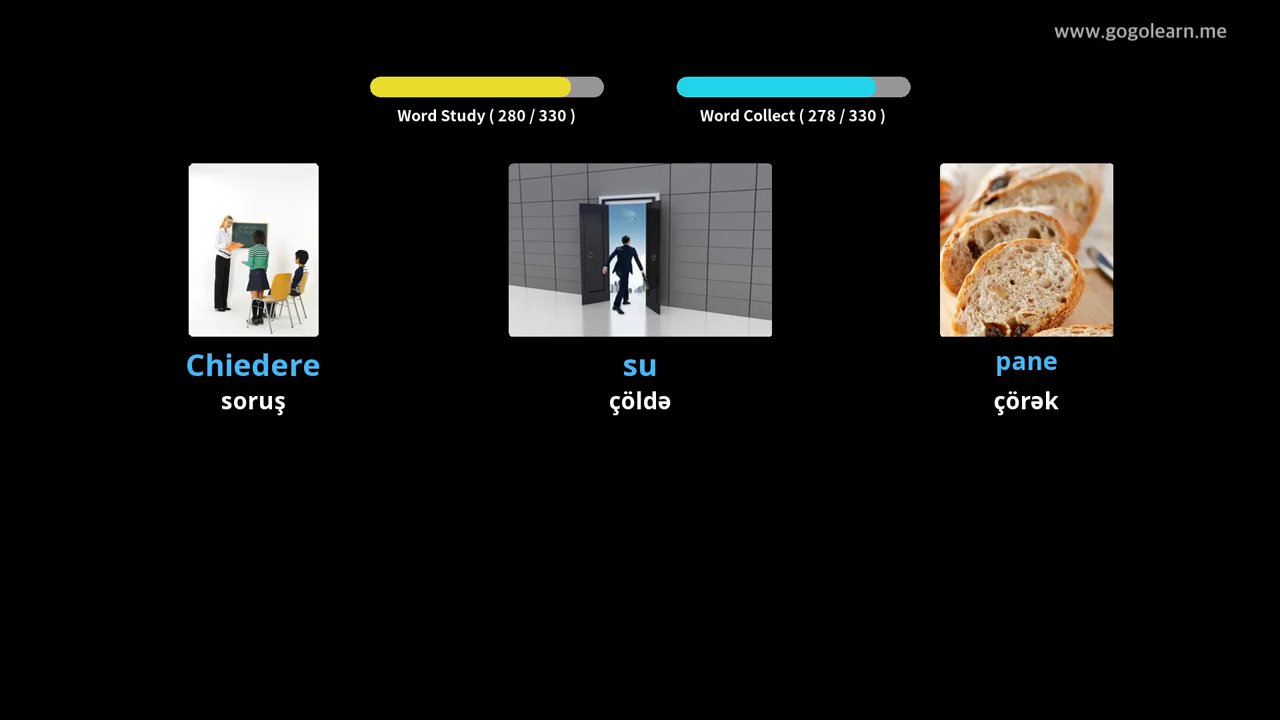 www.gogolearn.me
Word Study ( 280 / 330 )
Word Collect ( 278 / 330 )
Chiedere
soruş
su
çöldə
pane
çörək